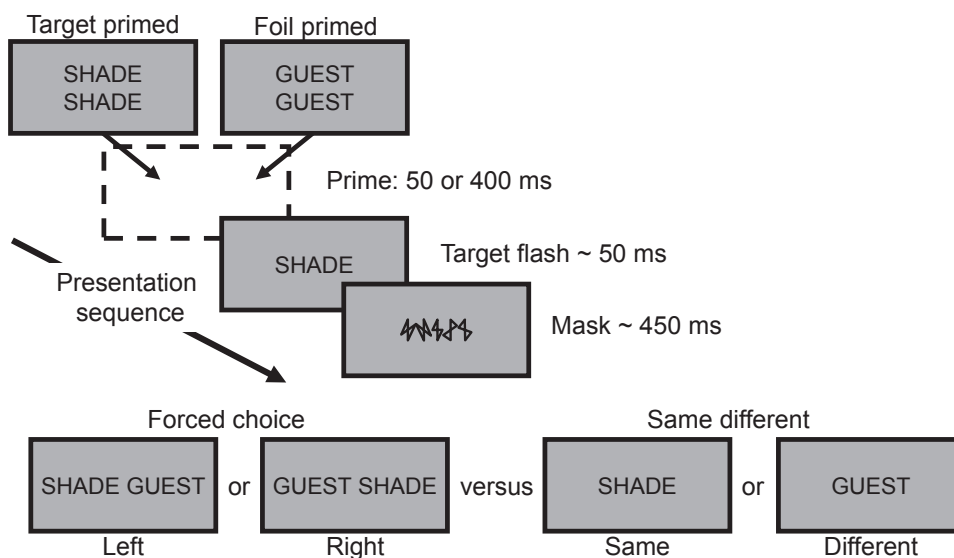 Target primed
Foil primed
SHADE
SHADE
GUEST
GUEST
Prime: 50 or 400 ms
SHADE
Target flash ~ 50 ms
Presentation
sequence
Mask ~ 450 ms
Forced choice
Same different
SHADE GUEST or GUEST SHADE versus SHADE or GUEST
Left
Right
Same
Different